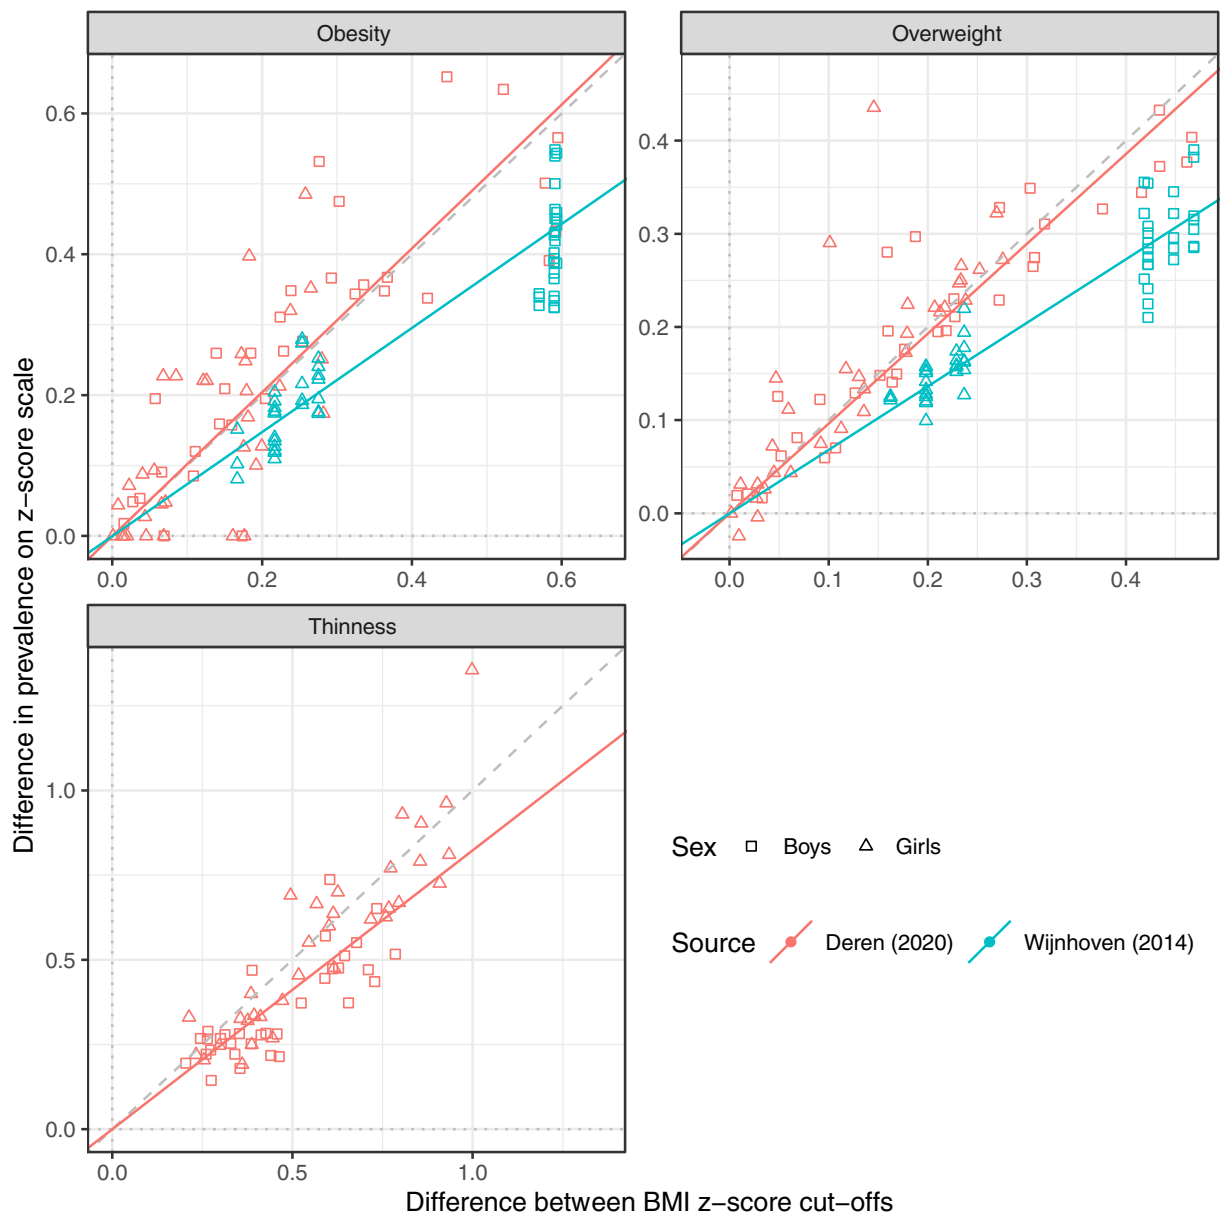 Obesity
Overweight
0.6
0.4
0.2
0.0
0.0 0.2 0.4 0.6
0.4
0.3
0.2
0.1
0.0
0.0 0.1 0.2 0.3 0.4
Thinness
1.0
0.5
0.0
0.0 0.5 1.0
Difference in prevalence on z−score scale
Difference between BMI z−score cut−offs
Sex Boys Girls
Source Deren (2020) Wijnhoven (2014)